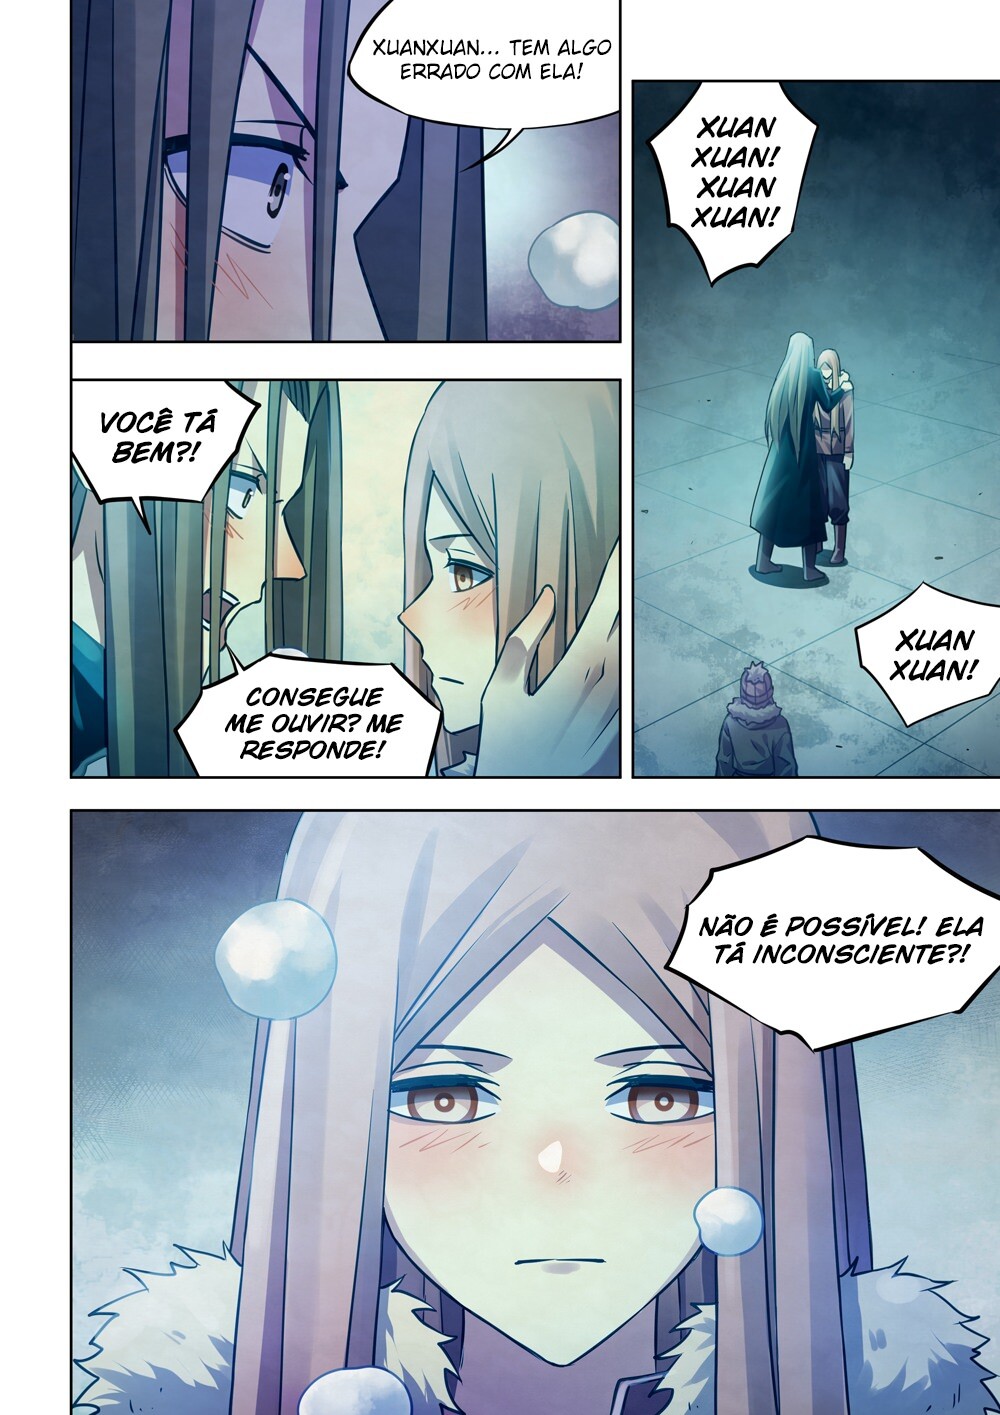 XUANXUAN... TEM ALGO
ERRADO COM ELA!
VOCÊ TÁ
BEM?!
CONSEGUE
ME OUVIR? ME
RESPONDE!
XUAN
XUAN!
XUAN
XUAN!
XUAN
XUAN!
NÃO É POSSÍVEL! ELA
TÁ INCONSCIENTE?!